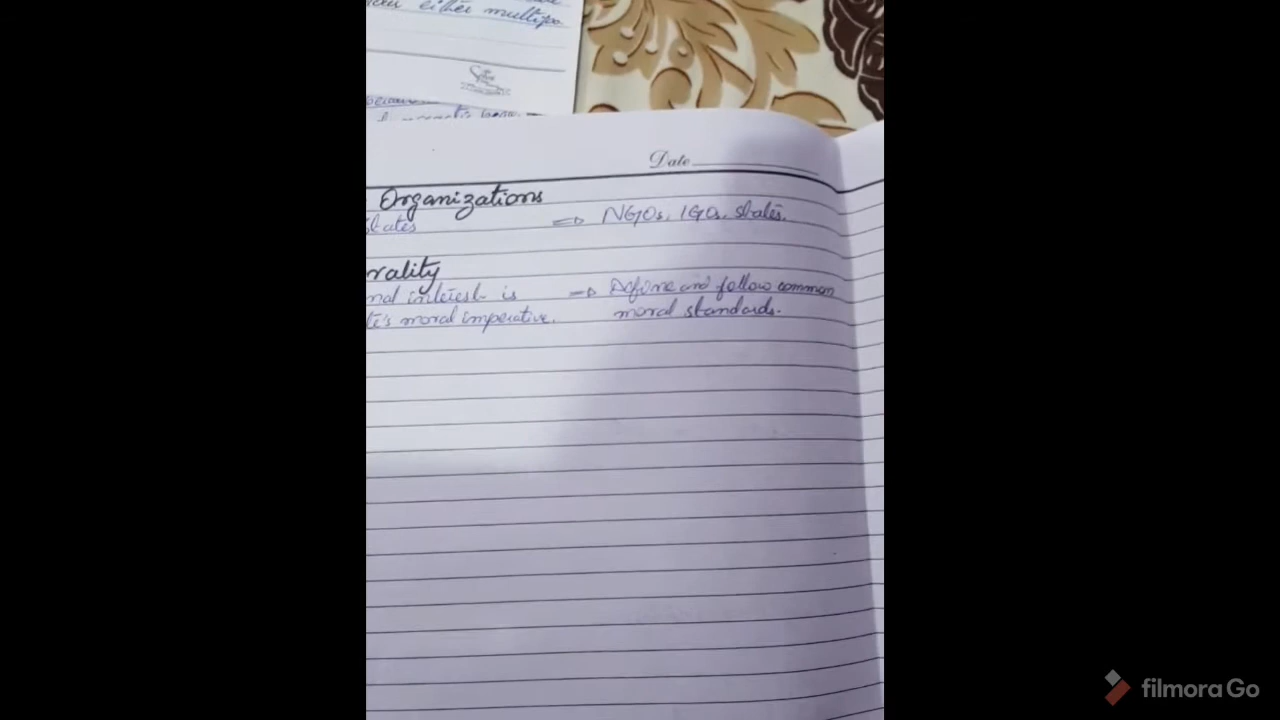 either multipo
Date
Organizations
States ⇒ NGOs, IGOs, states.
rality
nal interest is ⇒ Define and follow common
te's moral imperative. moral standards.
filmora Go